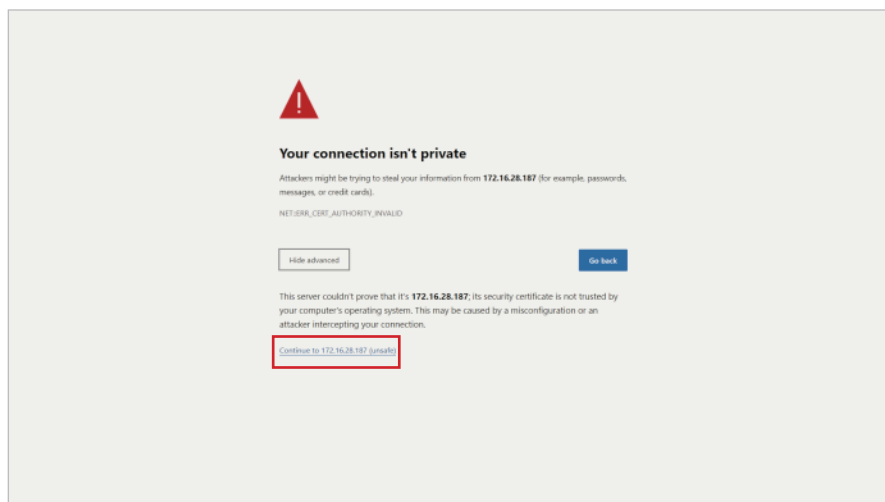 Your connection isn't private
Attackers might be trying to steal your information from 172.16.28.187 (for example, passwords,
messages, or credit cards).
NET::ERR_CERT_AUTHORITY_INVALID
Hide advanced
Go back
This server couldn't prove that it's 172.16.28.187; its security certificate is not trusted by
your computer's operating system. This may be caused by a misconfiguration or an
attacker intercepting your connection.
Continue to 172.16.28.187 (unsafe)